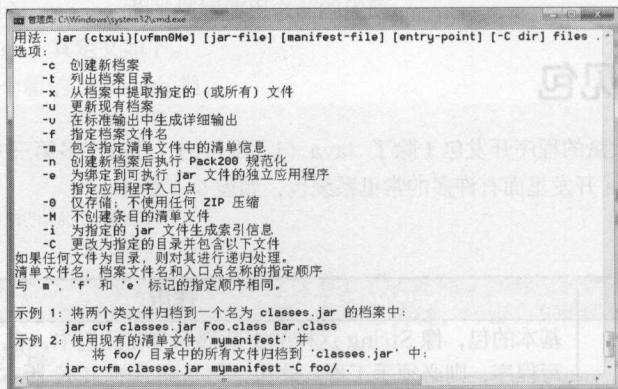 管理员: C:\Windows\system32\cmd.exe
用法: jar {ctxui}[vfmn0Me] [jar-file] [manifest-file] [entry-point] [-C dir] files .
选项:
-c 创建新档案
-t 列出档案目录
-x 从档案中提取指定的 (或所有) 文件
-u 更新现有档案
-v 在标准输出中生成详细输出
-f 指定档案文件名
-m 包含指定清单文件中的清单信息
-n 创建新档案后执行 Pack200 规范化
-e 为绑定到可执行 jar 文件的独立应用程序
指定应用程序入口点
-0 仅存储; 不使用任何 ZIP 压缩
-M 不创建条目的清单文件
-i 为指定的 jar 文件生成索引信息
-C 更改为指定的目录并包含以下文件
如果任何文件为目录, 则对其进行递归处理。
清单文件名, 档案文件名和入口点名称的指定顺序
与 'm', 'f' 和 'e' 标记的指定顺序相同。
示例 1: 将两个类文件归档到一个名为 classes.jar 的档案中:
jar cvf classes.jar Foo.class Bar.class
示例 2: 使用现有的清单文件 'mymanifest' 并
将 foo/ 目录中的所有文件归档到 'classes.jar' 中:
jar cvfm classes.jar mymanifest -C foo/